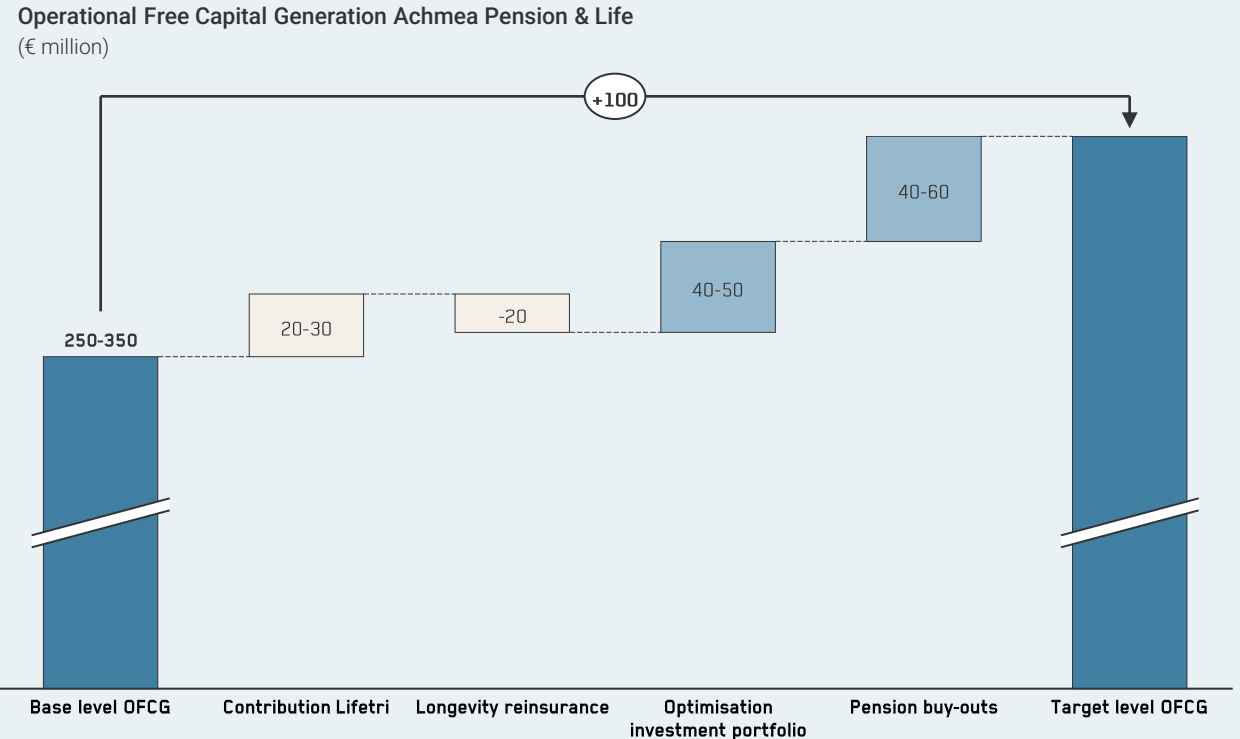 Operational Free Capital Generation Achmea Pension & Life
(€ million)
+100
250-350
20-30
-20
40-50
40-60
Base level OFCG
Contribution Lifetri
Longevity reinsurance
Optimisation
investment portfolio
Pension buy-outs
Target level OFCG